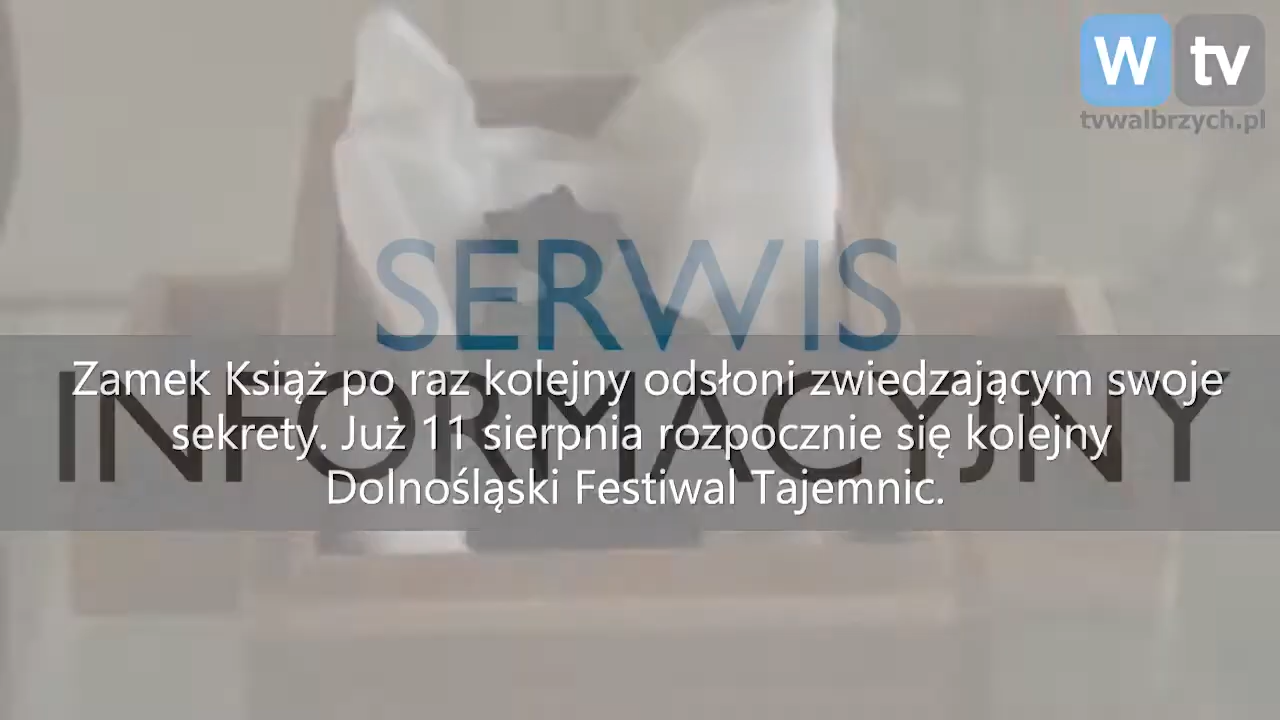 W tv
tvwalbrzych.pl
SERWIS
INFORMACYJNY
Zamek Książ po raz kolejny odsłoni zwiedzającym swoje
sekrety. Już 11 sierpnia rozpocznie się kolejny
Dolnośląski Festiwal Tajemnic.